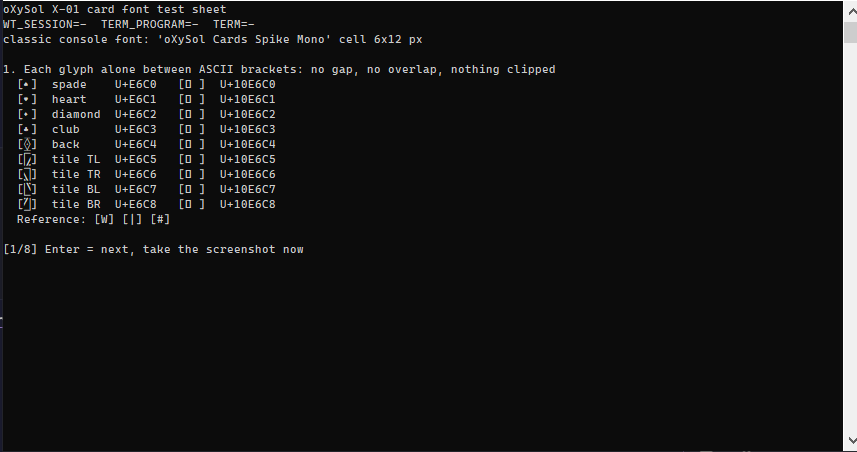 oXySol X-01 card font test sheet
WT_SESSION=-  TERM_PROGRAM=-  TERM=-
classic console font: 'oXySol Cards Spike Mono' cell 6x12 px

1. Each glyph alone between ASCII brackets: no gap, no overlap, nothing clipped
  [♠]  spade    U+E6C0   [▯ ]  U+10E6C0
  [♥]  heart    U+E6C1   [▯ ]  U+10E6C1
  [♦]  diamond  U+E6C2   [▯ ]  U+10E6C2
  [♣]  club     U+E6C3   [▯ ]  U+10E6C3
  []  back     U+E6C4   [▯ ]  U+10E6C4
  []  tile TL  U+E6C5   [▯ ]  U+10E6C5
  []  tile TR  U+E6C6   [▯ ]  U+10E6C6
  []  tile BL  U+E6C7   [▯ ]  U+10E6C7
  []  tile BR  U+E6C8   [▯ ]  U+10E6C8
  Reference: [W] [|] [#]

[1/8] Enter = next, take the screenshot now